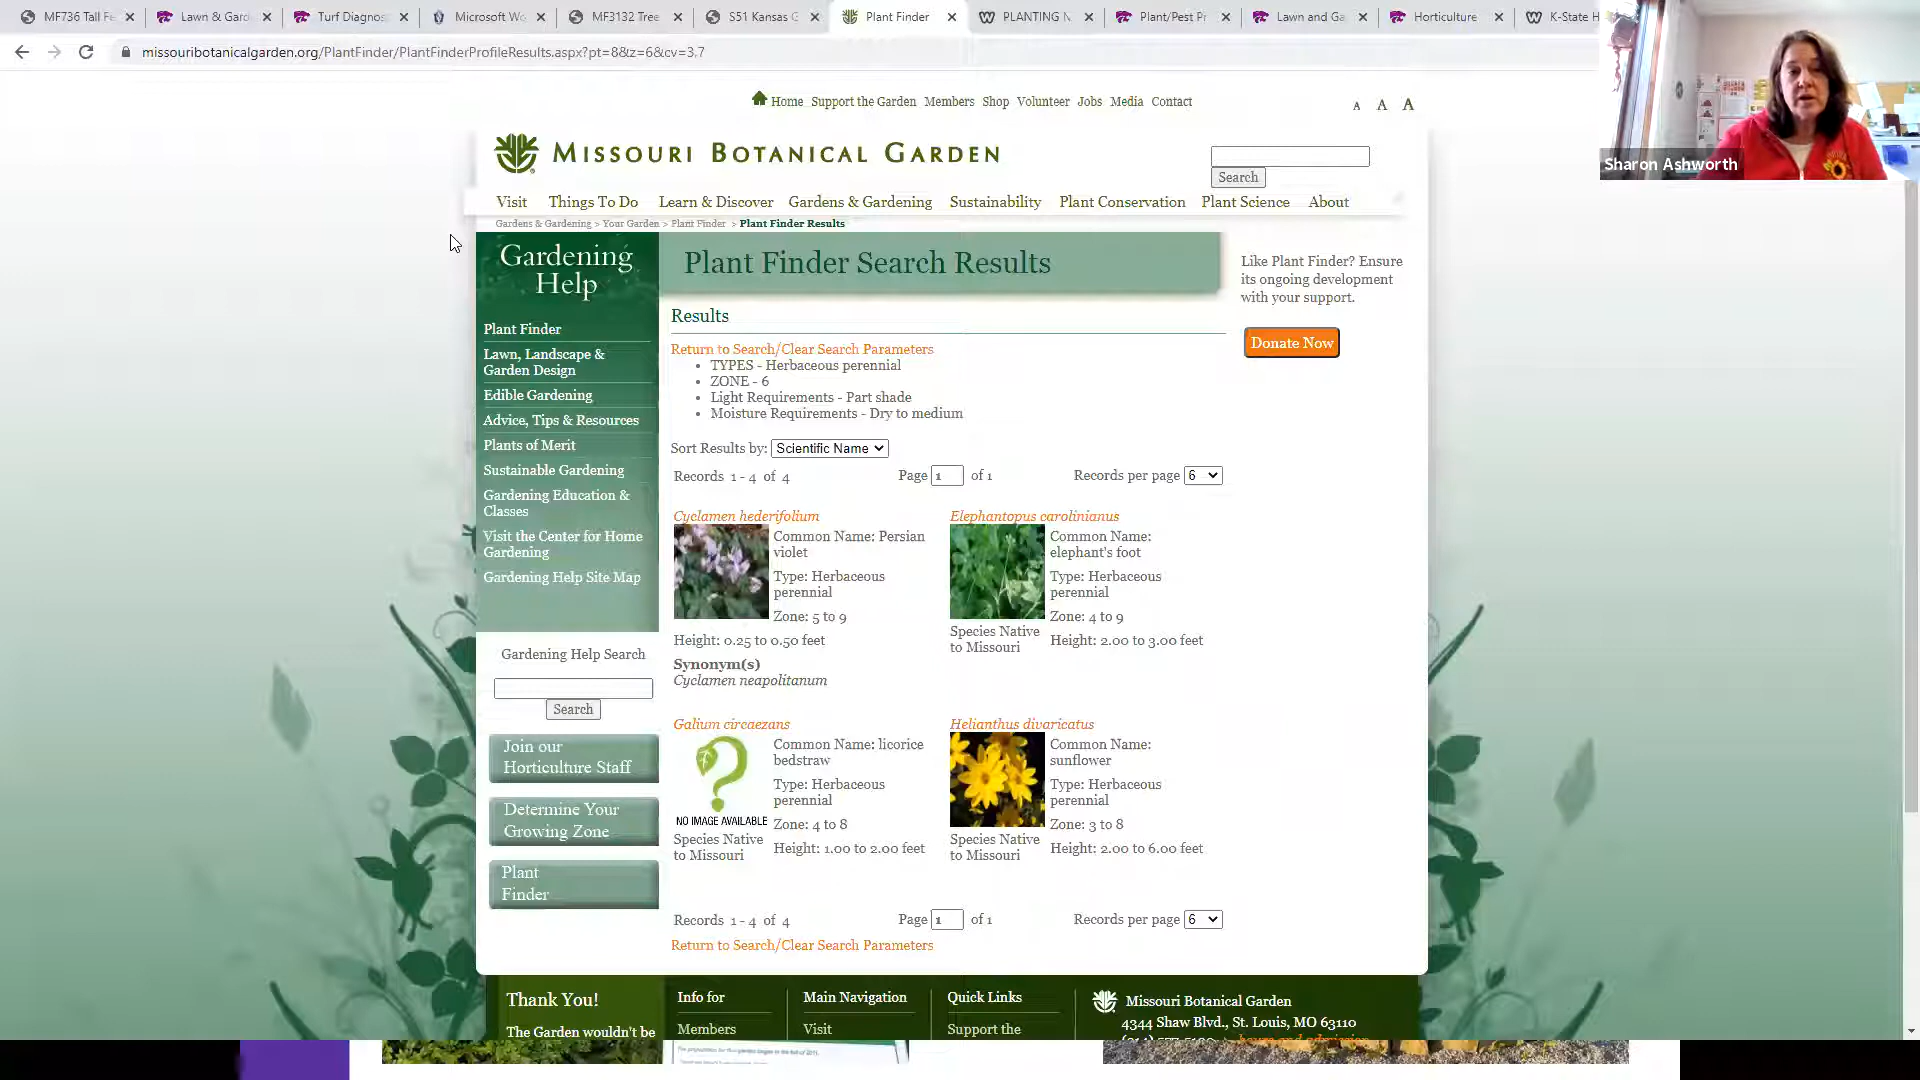 MF736 Tall Fe
Lawn & Gard
Turf Diagnos
Microsoft Wo
MF3132 Tree
S51 Kansas G
Plant Finder
PLANTING N
Plant/Pest Pr
Lawn and Ga
Horticulture
K-State H
missouribotanicalgarden.org/PlantFinder/PlantFinderProfileResults.aspx?pt=8&z=6&cv=3,7
Sharon Ashworth
Home Support the Garden Members Shop Volunteer Jobs Media Contact
A A A
MISSOURI BOTANICAL GARDEN
Search
Visit Things To Do Learn & Discover Gardens & Gardening Sustainability Plant Conservation Plant Science About
Gardens & Gardening > Your Garden > Plant Finder > Plant Finder Results
Gardening
Help
Plant Finder
Lawn, Landscape &
Garden Design
Edible Gardening
Advice, Tips & Resources
Plants of Merit
Sustainable Gardening
Gardening Education &
Classes
Visit the Center for Home
Gardening
Gardening Help Site Map
Gardening Help Search
Search
Join our
Horticulture Staff
Determine Your
Growing Zone
Plant
Finder
Plant Finder Search Results
Results
Return to Search/Clear Search Parameters
• TYPES - Herbaceous perennial
• ZONE - 6
• Light Requirements - Part shade
• Moisture Requirements - Dry to medium
Sort Results by: Scientific Name
Records 1 - 4 of 4 Page 1 of 1 Records per page 6
Cyclamen hederifolium
Common Name: Persian
violet
Type: Herbaceous
perennial
Zone: 5 to 9
Height: 0.25 to 0.50 feet
Synonym(s)
Cyclamen neapolitanum
Elephantopus carolinianus
Common Name:
elephant's foot
Type: Herbaceous
perennial
Zone: 4 to 9
Species Native
to Missouri
Height: 2.00 to 3.00 feet
Galium circaezans
NO IMAGE AVAILABLE
Common Name: licorice
bedstraw
Type: Herbaceous
perennial
Zone: 4 to 8
Species Native
to Missouri
Height: 1.00 to 2.00 feet
Helianthus divaricatus
Common Name:
sunflower
Type: Herbaceous
perennial
Zone: 3 to 8
Species Native
to Missouri
Height: 2.00 to 6.00 feet
Records 1 - 4 of 4 Page 1 of 1 Records per page 6
Return to Search/Clear Search Parameters
Like Plant Finder? Ensure
its ongoing development
with your support.
Donate Now
Thank You!
The Garden wouldn't be
Info for
Members
Main Navigation
Visit
Quick Links
Support the
Missouri Botanical Garden
4344 Shaw Blvd., St. Louis, MO 63110